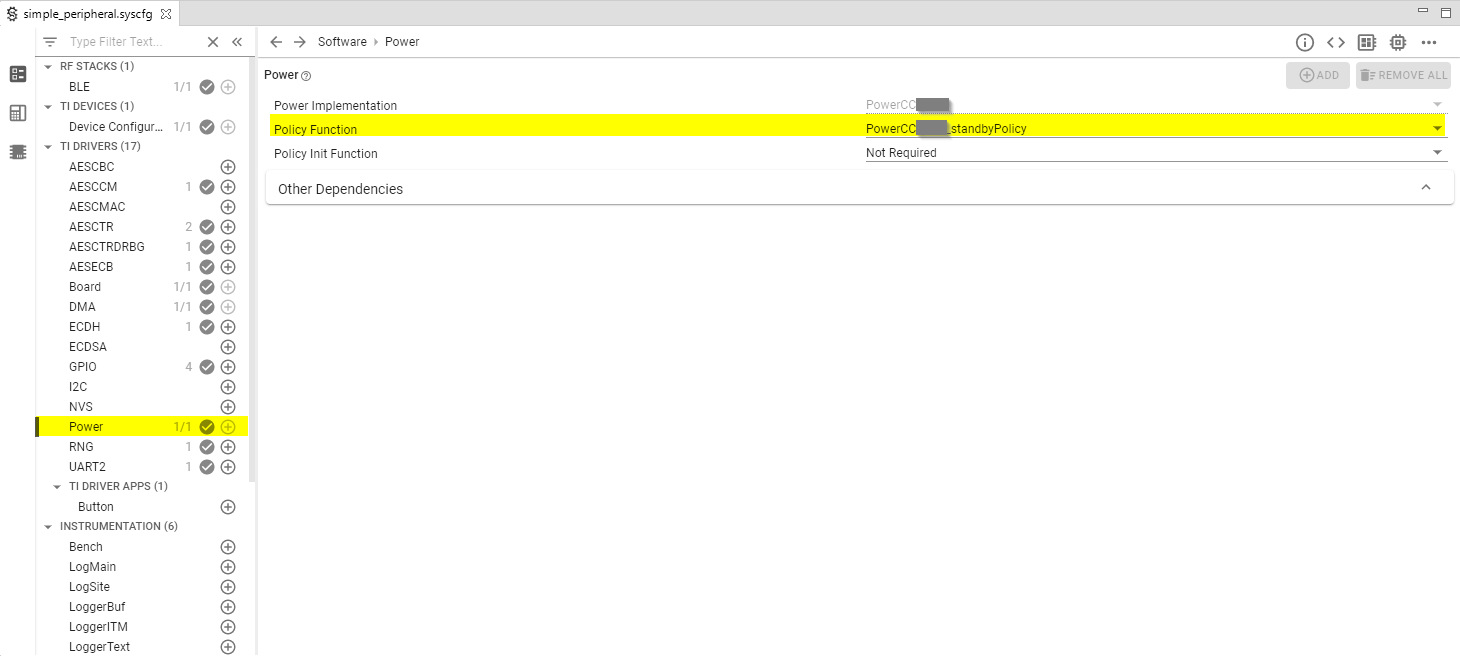 simple_peripheral.syscfg
Type Filter Text...
Software › Power
RF STACKS (1)
BLE 1/1
TI DEVICES (1)
Device Configur... 1/1
TI DRIVERS (17)
AESCBC
AESCCM 1
AESCMAC
AESCTR 2
AESCTRDRBG 1
AESECB 1
Board 1/1
DMA 1/1
ECDH 1
ECDSA
GPIO 4
I2C
NVS
Power 1/1
RNG 1
UART2 1
TI DRIVER APPS (1)
Button
INSTRUMENTATION (6)
Bench
LogMain
LogSite
LoggerBuf
LoggerITM
LoggerText
Power
ADD REMOVE ALL
Power Implementation PowerCC
Policy Function PowerCC _standbyPolicy
Policy Init Function Not Required
Other Dependencies